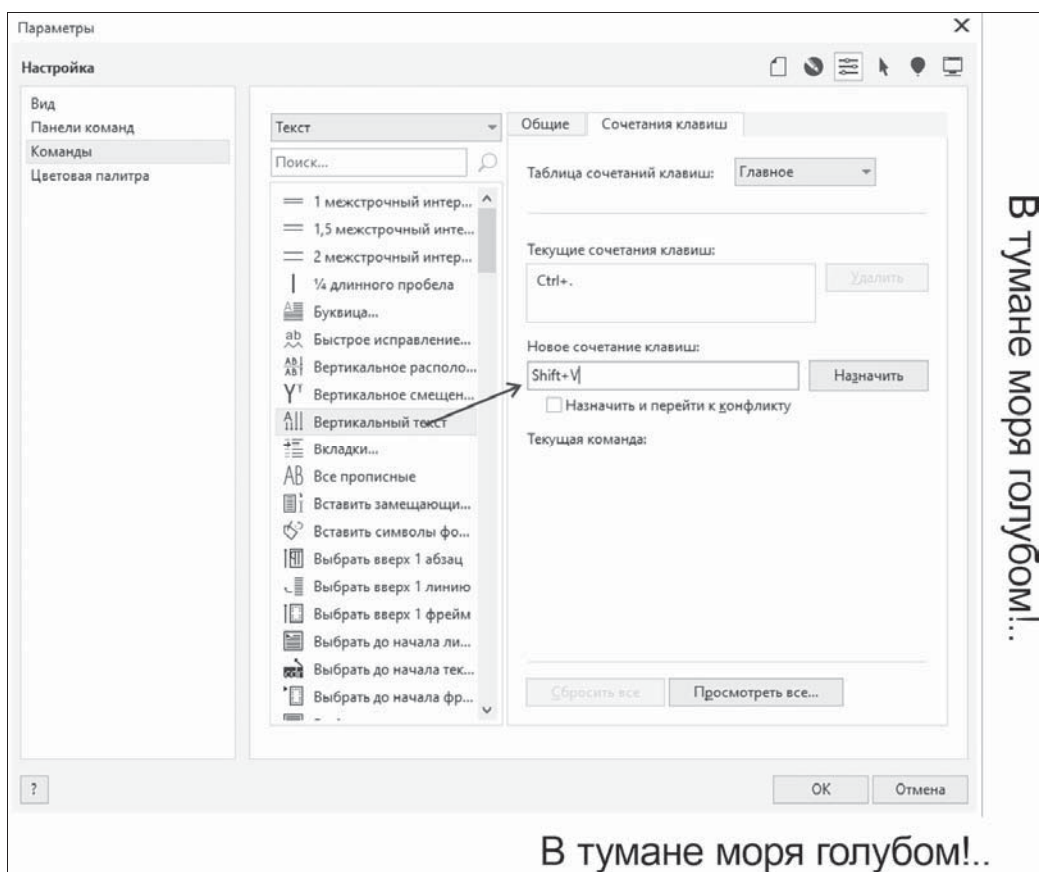 Параметры
Настройка
Вид
Панели команд
Команды
Цветовая палитра
Текст
Поиск...
1 межстрочный интер...
1,5 межстрочный инте...
2 межстрочный интер...
¼ длинного пробела
Буквица...
Быстрое исправление...
Вертикальное располо...
Вертикальное смещен...
Вертикальный текст
Вкладки...
Все прописные
Вставить замещающи...
Вставить символы фо...
Выбрать вверх 1 абзац
Выбрать вверх 1 линию
Выбрать вверх 1 фрейм
Выбрать до начала ли...
Выбрать до начала тек...
Выбрать до начала фр...
Общие
Сочетания клавиш
Таблица сочетаний клавиш:
Главное
Текущие сочетания клавиш:
Ctrl+.
Удалить
Новое сочетание клавиш:
Shift+V
Назначить
Назначить и перейти к конфликту
Текущая команда:
Сбросить все
Просмотреть все...
?
OK
Отмена
В тумане моря голубом!..
В тумане моря голубом!..